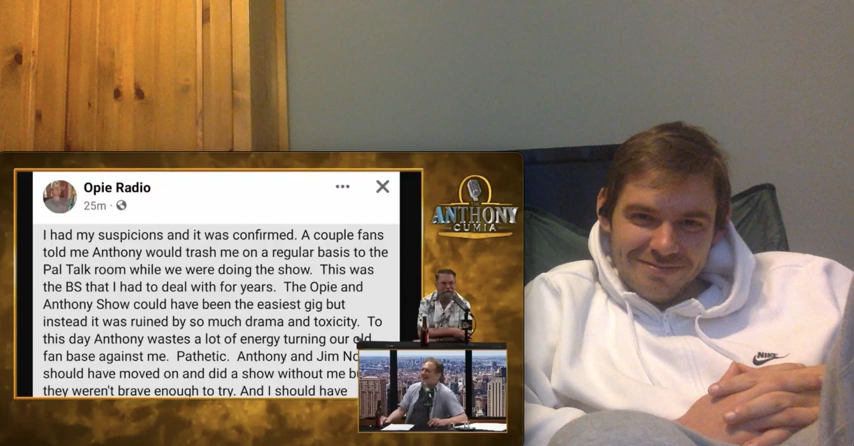 Opie Radio
25m ·
I had my suspicions and it was confirmed. A couple fans
told me Anthony would trash me on a regular basis to the
Pal Talk room while we were doing the show. This was
the BS that I had to deal with for years. The Opie and
Anthony Show could have been the easiest gig but
instead it was ruined by so much drama and toxicity. To
this day Anthony wastes a lot of energy turning our old
fan base against me. Pathetic. Anthony and Jim No
should have moved on and did a show without me b
they weren't brave enough to try. And I should have
ANTHONY
CUMIA
NIKE